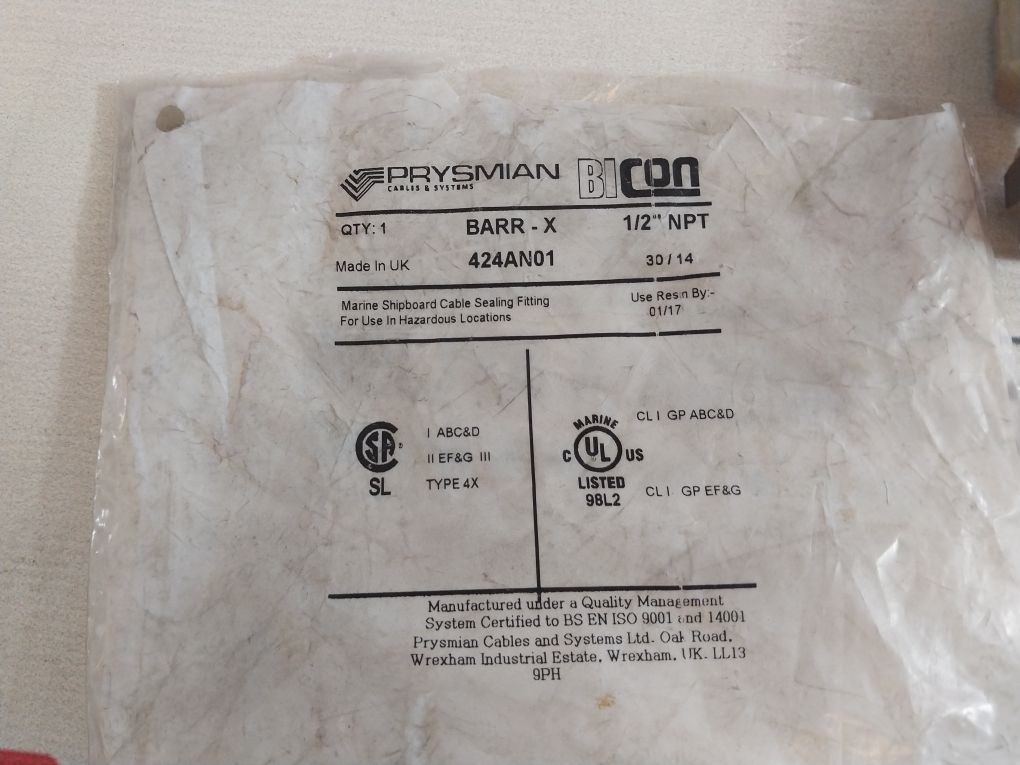 PRYSMIAN BICON
CABLES & SYSTEMS
QTY: 1 BARR - X 1/2" NPT
Made In UK 424AN01 30 / 14
Marine Shipboard Cable Sealing Fitting Use Resin By:-
For Use In Hazardous Locations 01/17
SA
SL
I ABC&D
II EF&G III
TYPE 4X
MARINE
C UL US
LISTED
98L2
CL I GP ABC&D
CL I GP EF&G
Manufactured under a Quality Management
System Certified to BS EN ISO 9001 and 14001
Prysmian Cables and Systems Ltd. Oak Road,
Wrexham Industrial Estate, Wrexham, UK. LL13
9PH